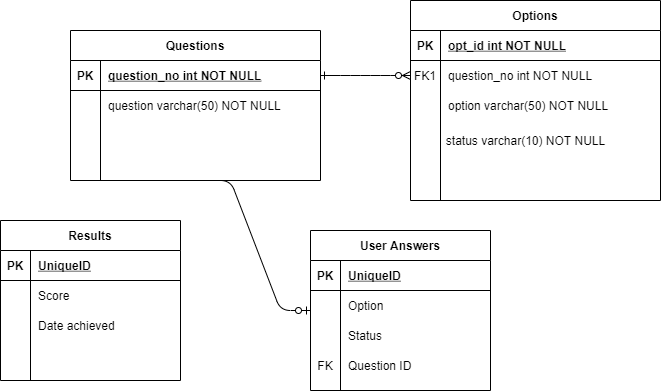 Options
PK opt_id int NOT NULL
FK1 question_no int NOT NULL
option varchar(50) NOT NULL
status varchar(10) NOT NULL
Questions
PK question_no int NOT NULL
question varchar(50) NOT NULL
Results
PK UniqueID
Score
Date achieved
User Answers
PK UniqueID
Option
Status
FK Question ID